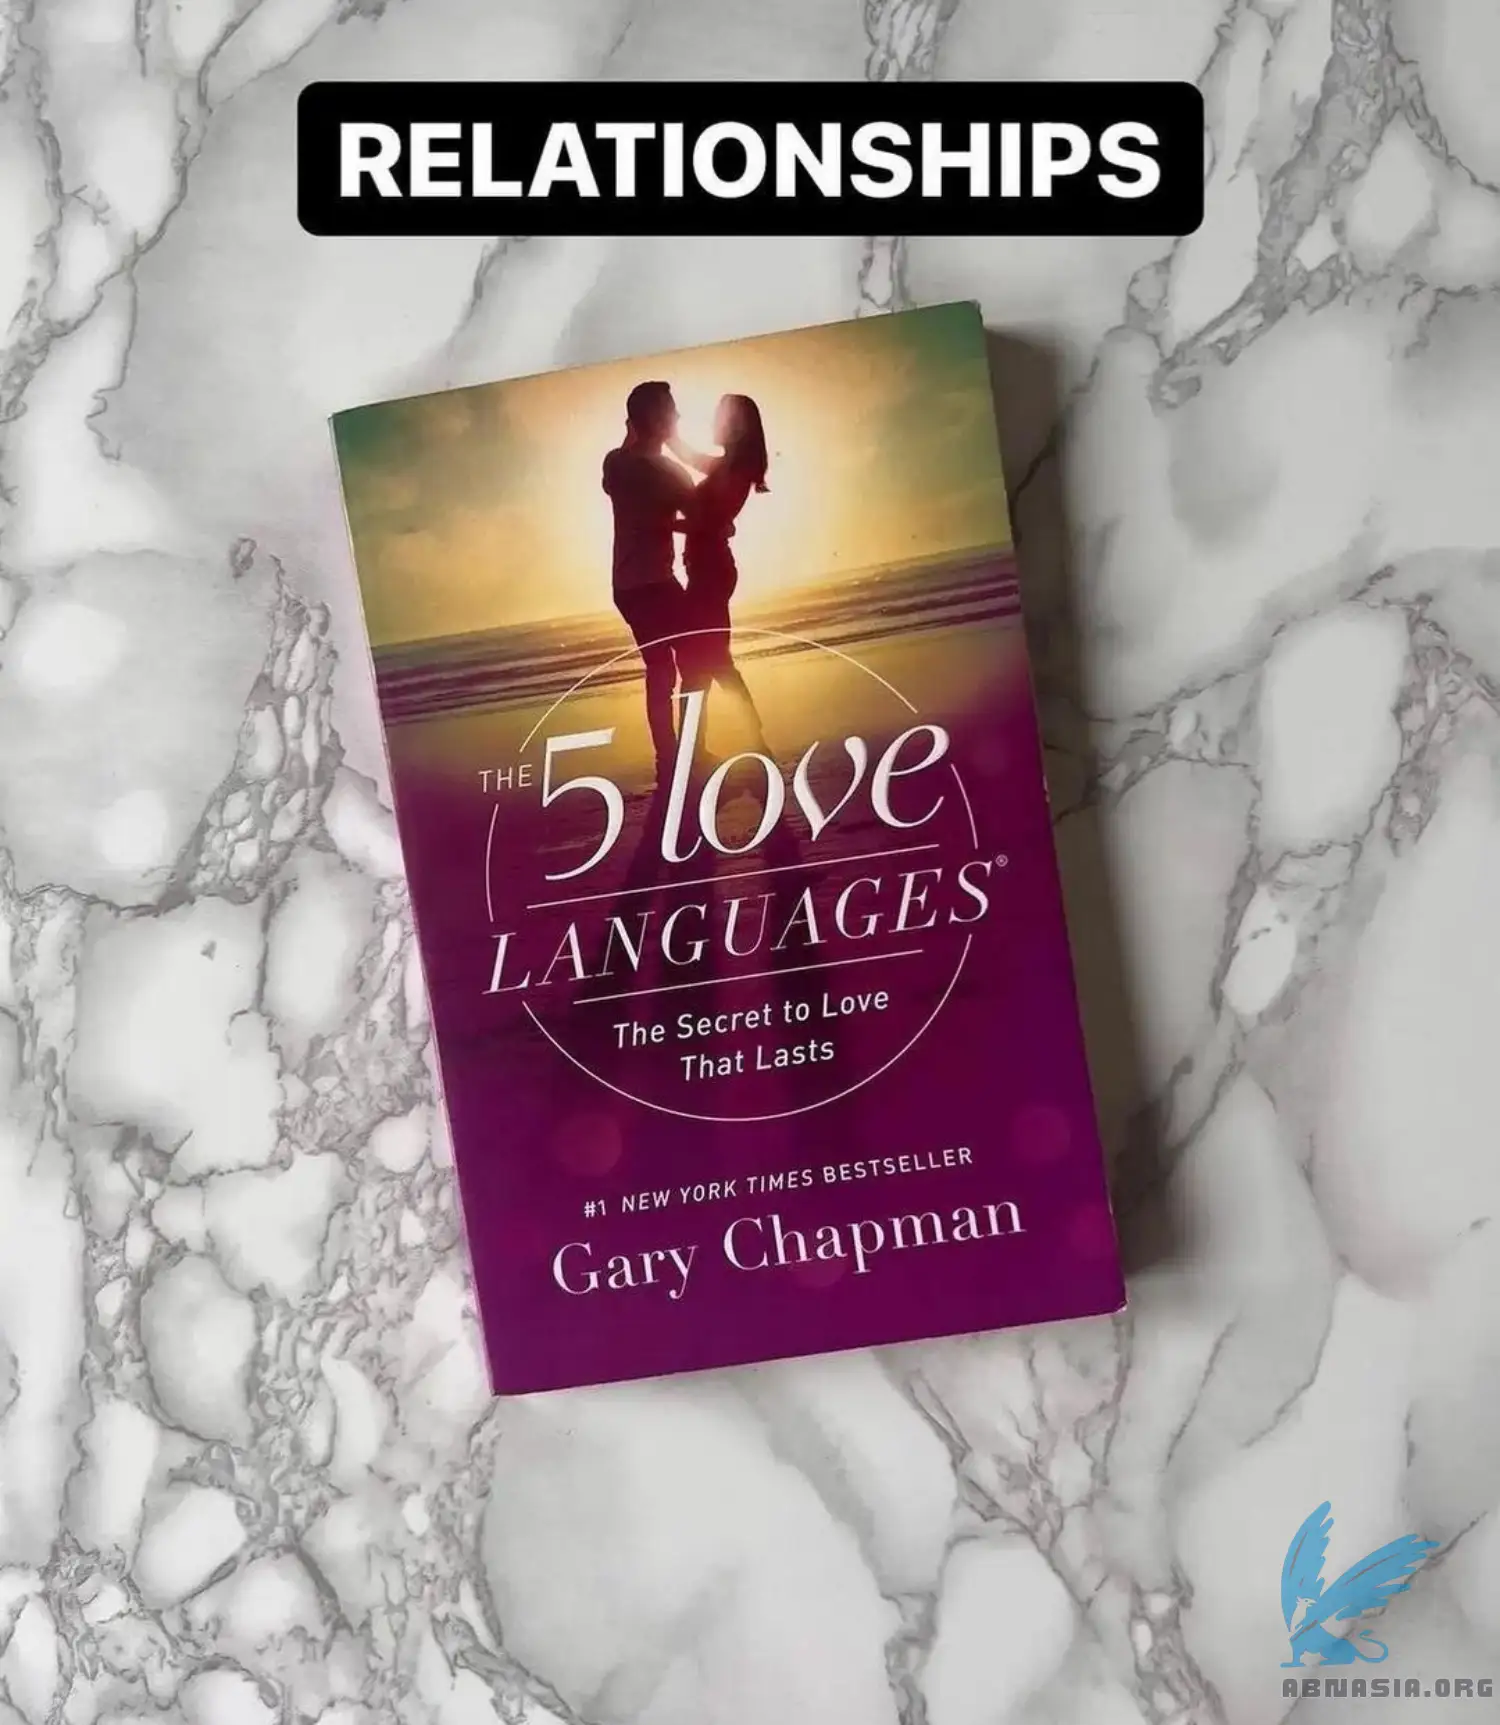 RELATIONSHIPS
THE 5 love
LANGUAGES®
The Secret to Love
That Lasts
#1 NEW YORK TIMES BESTSELLER
Gary Chapman
ABNASIA.ORG